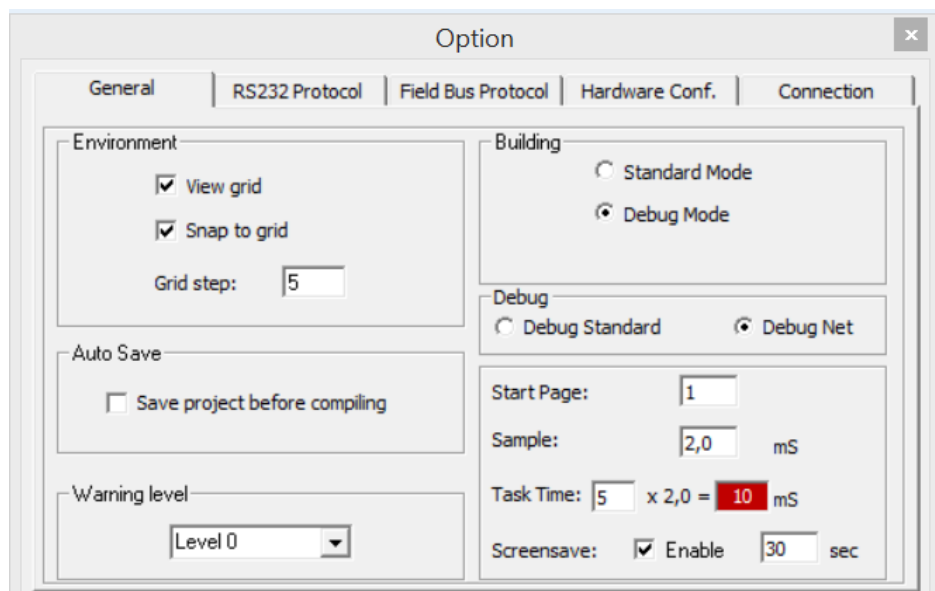 Option
x
General
RS232 Protocol
Field Bus Protocol
Hardware Conf.
Connection
Environment
View grid
Snap to grid
Grid step: 5
Auto Save
Save project before compiling
Warning level
Level 0
Building
Standard Mode
Debug Mode
Debug
Debug Standard
Debug Net
Start Page: 1
Sample: 2,0 mS
Task Time: 5 x 2,0 = 10 mS
Screensave: Enable 30 sec